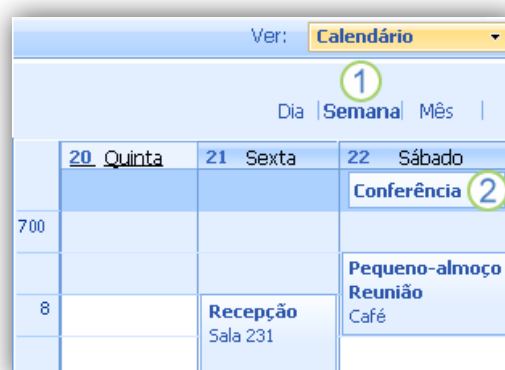 Ver: Calendário
1
Dia | Semana | Mês |
20 Quinta 21 Sexta 22 Sábado
Conferência 2
700
Pequeno-almoço
Reunião
Café
8
Recepção
Sala 231